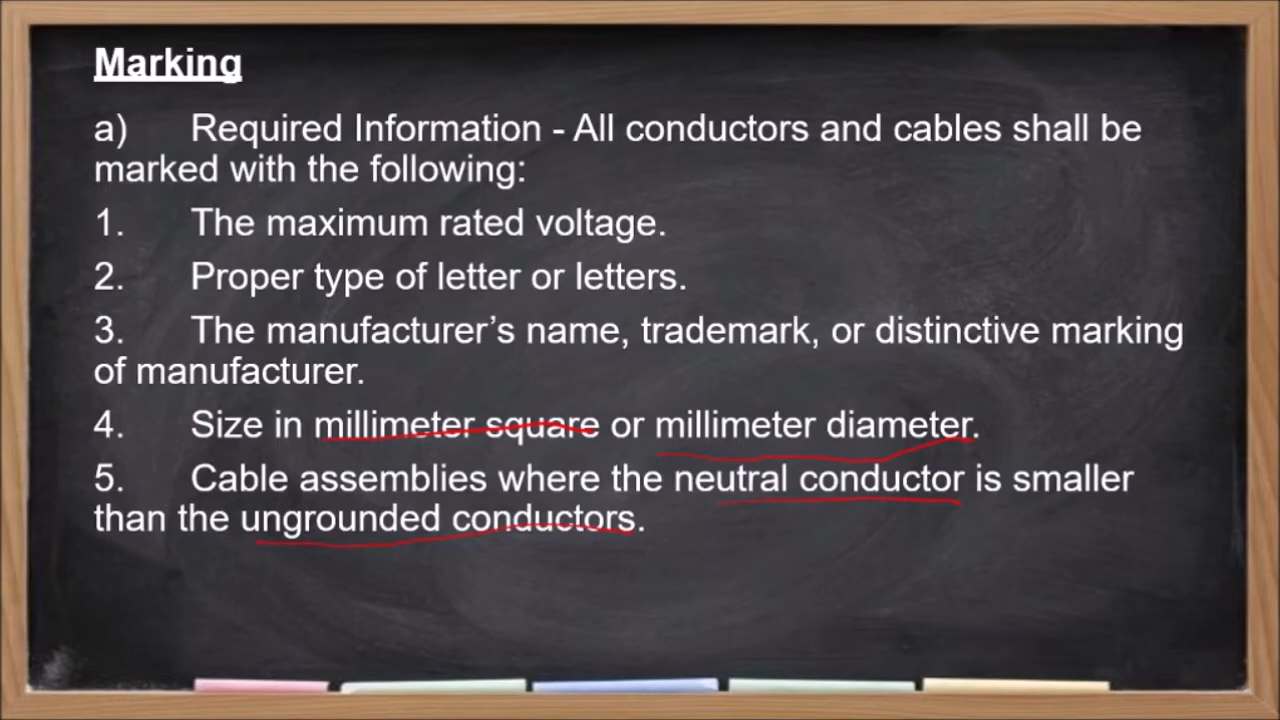 Marking
a) Required Information - All conductors and cables shall be
marked with the following:
1. The maximum rated voltage.
2. Proper type of letter or letters.
3. The manufacturer’s name, trademark, or distinctive marking
of manufacturer.
4. Size in millimeter square or millimeter diameter.
5. Cable assemblies where the neutral conductor is smaller
than the ungrounded conductors.